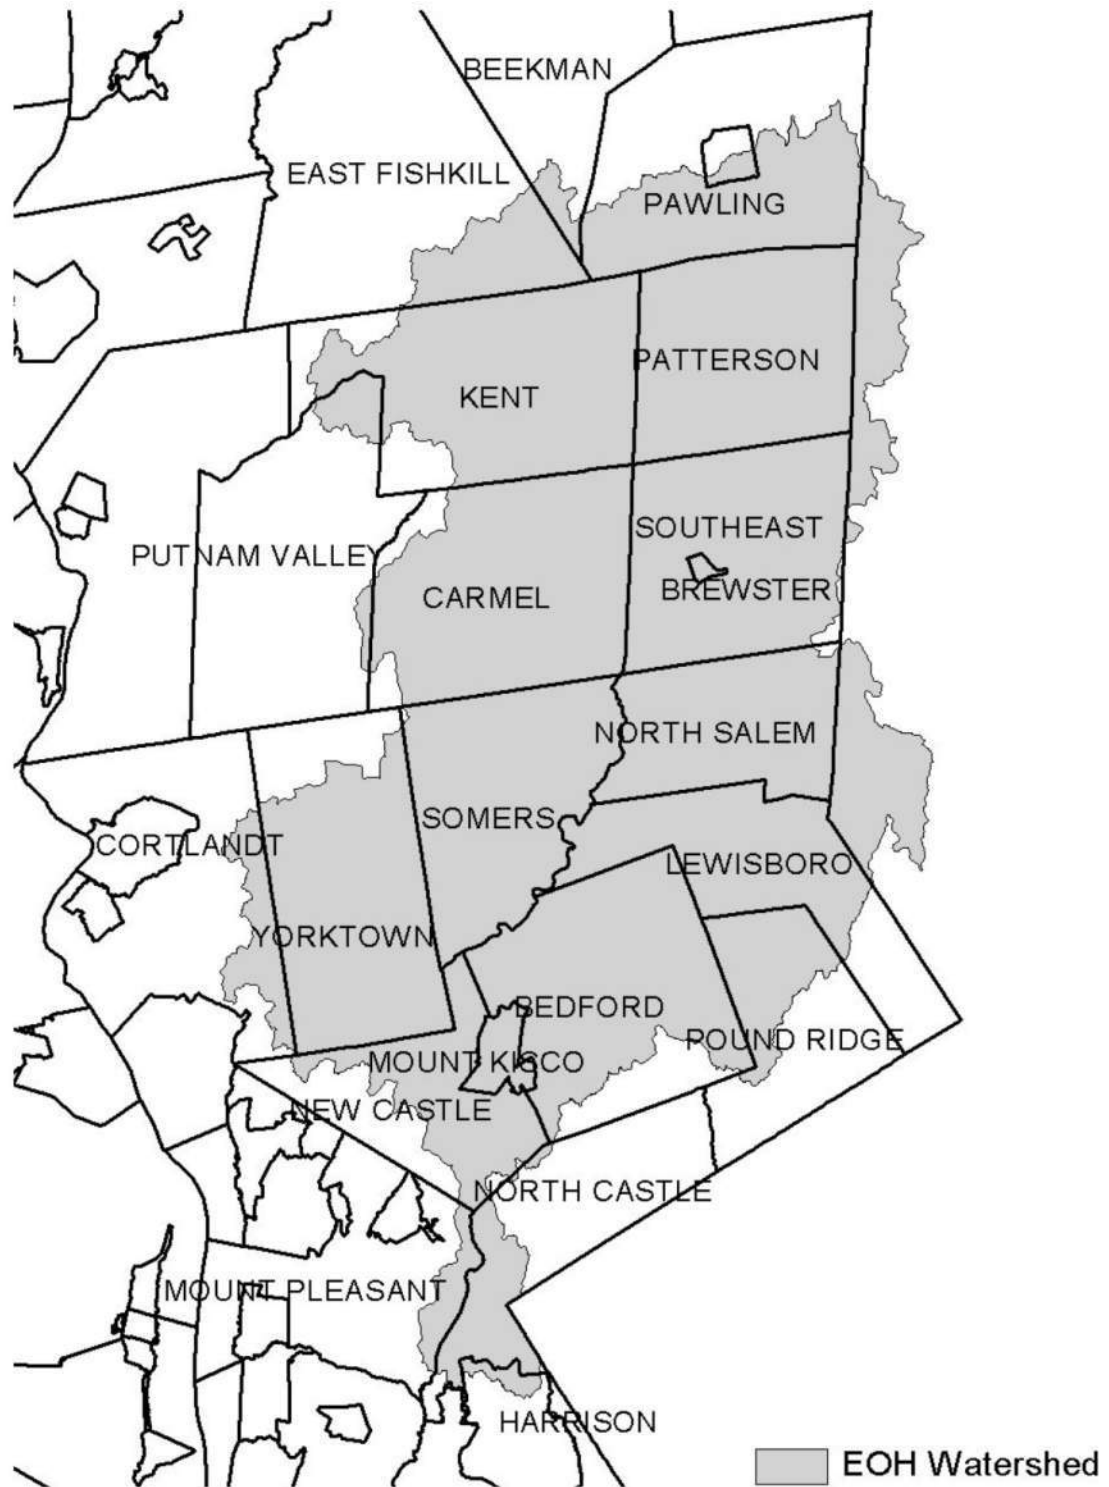 BEEKMAN
EAST FISHKILL
PAWLING
PATTERSON
KENT
SOUTHEAST
PUTNAM VALLEY
BREWSTER
CARMEL
NORTH SALEM
SOMERS
CORTLANDT
LEWISBORO
YORKTOWN
BEDFORD
POUND RIDGE
MOUNT KISCO
NEW CASTLE
NORTH CASTLE
MOUNT PLEASANT
HARRISON
EOH Watershed